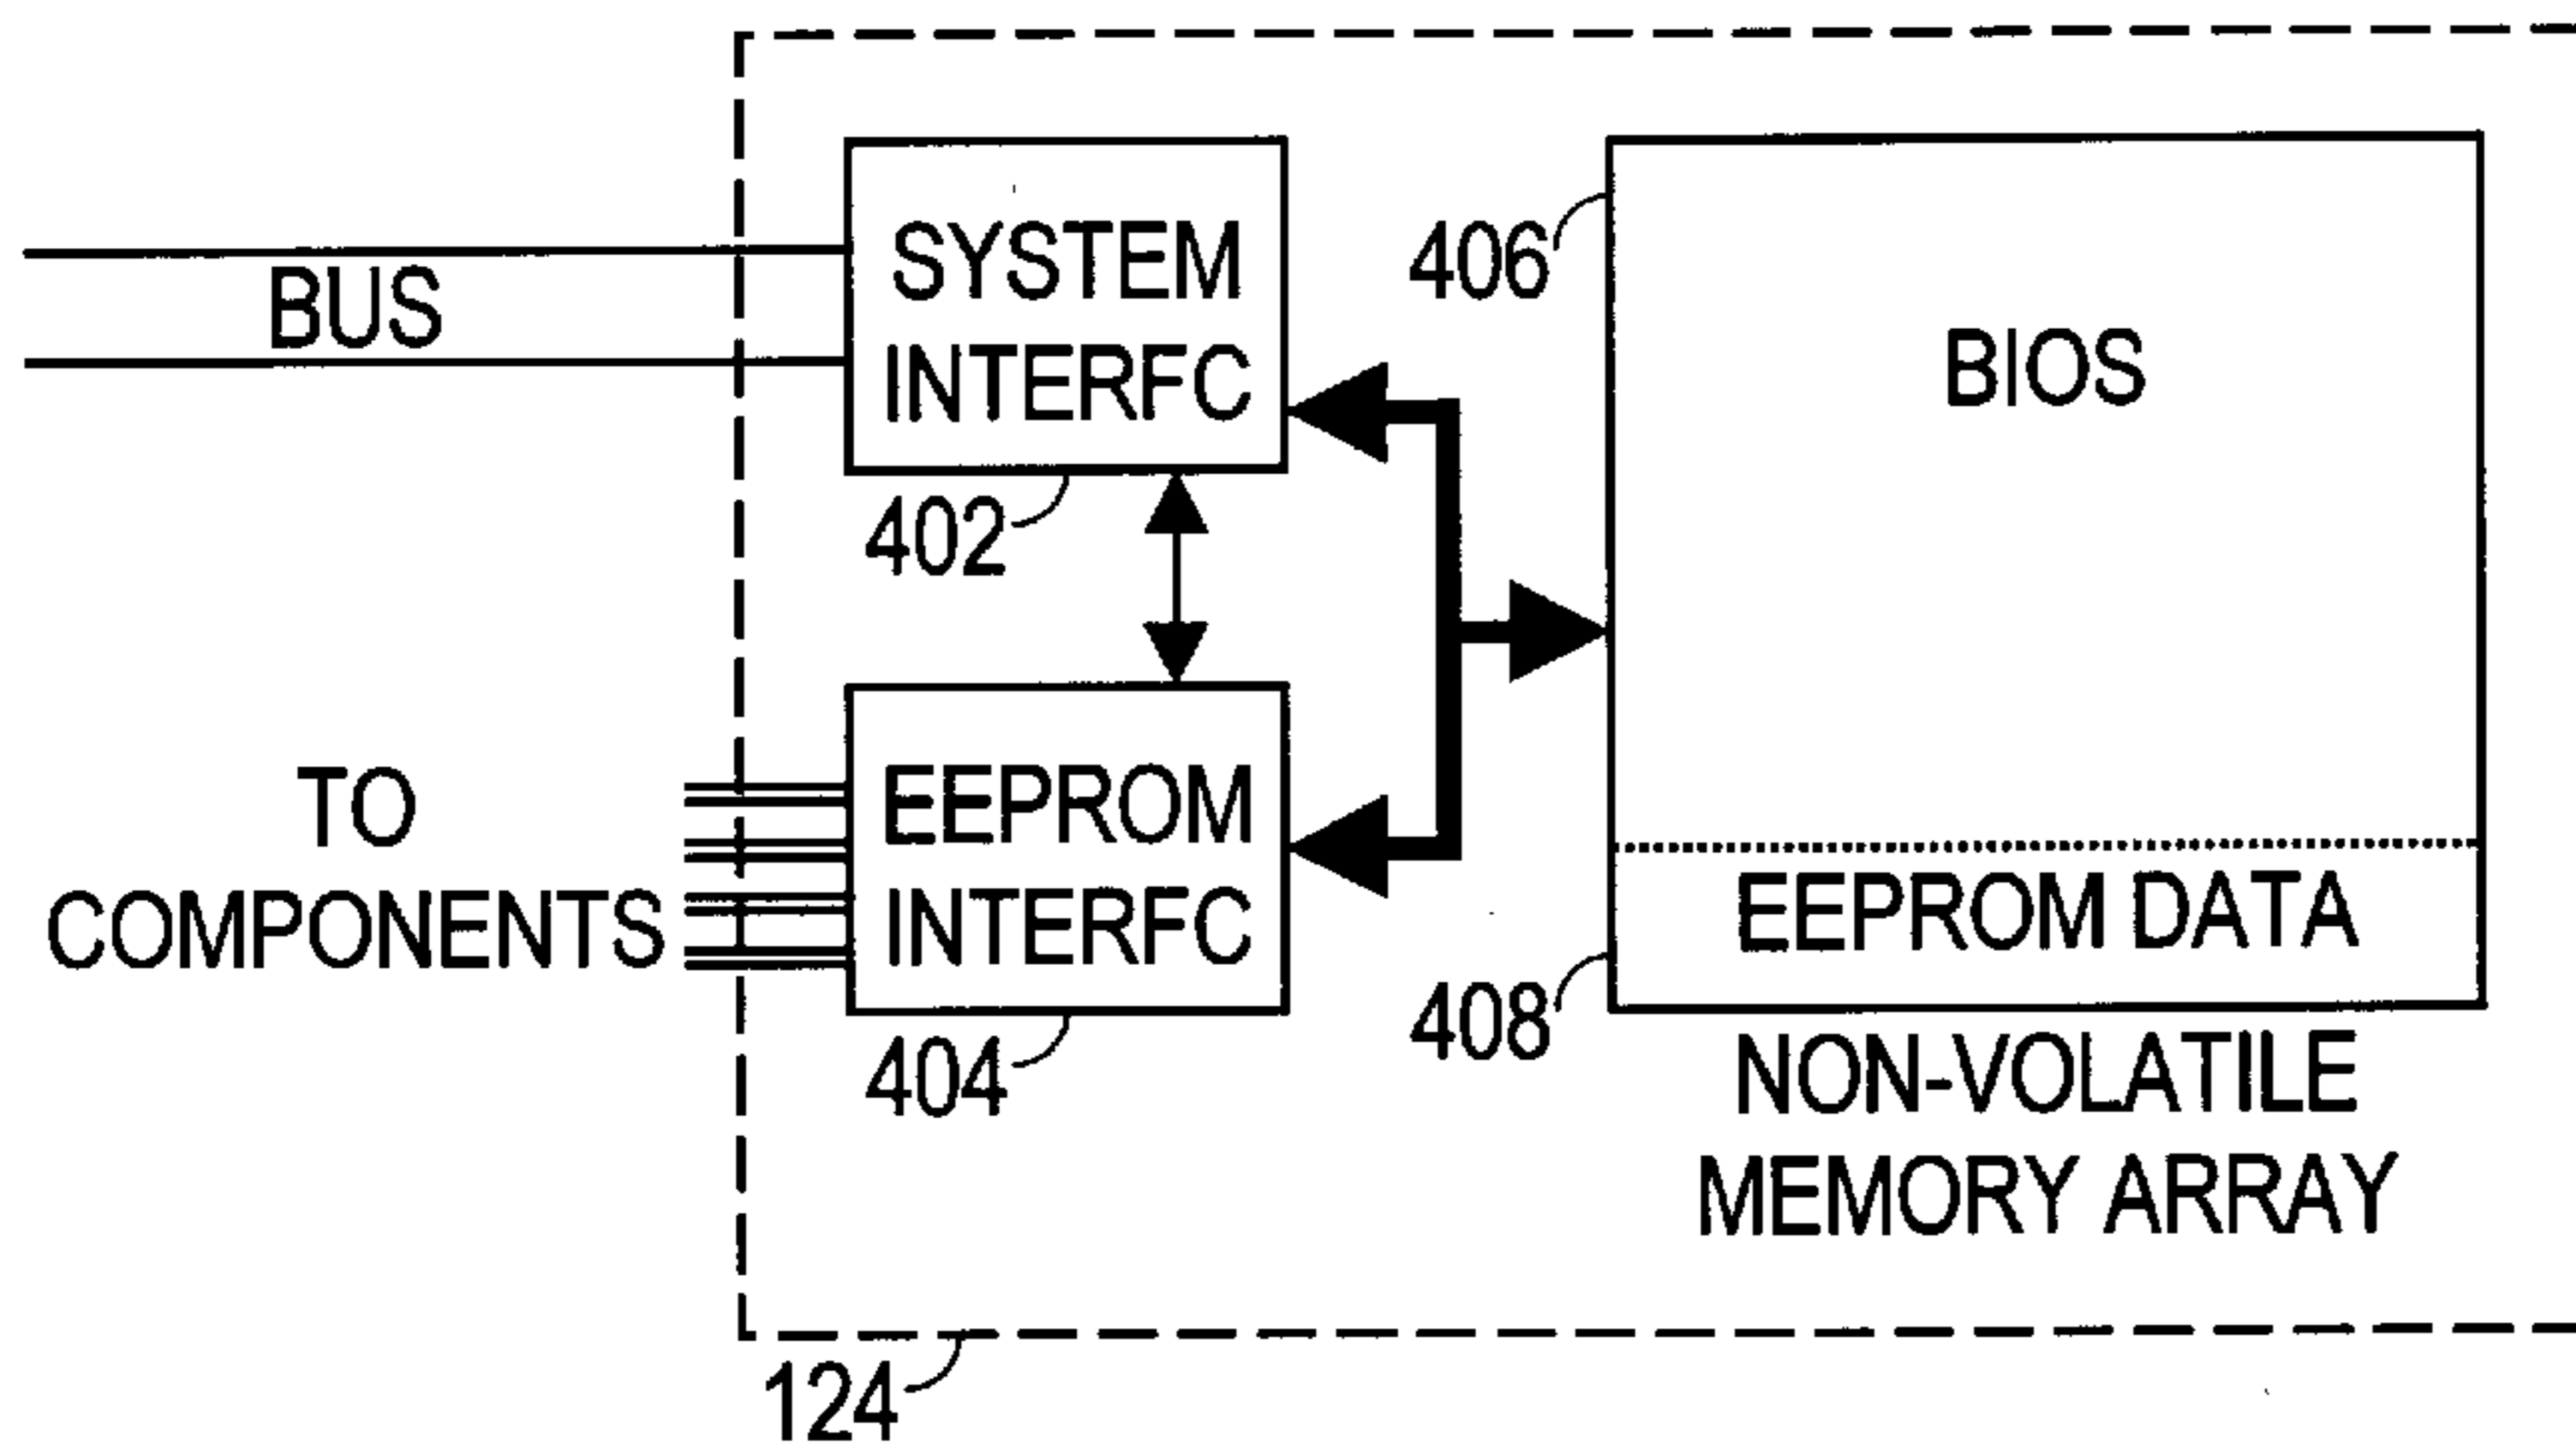 BUS
SYSTEM
INTERFC
402
406
BIOS
TO
COMPONENTS
EEPROM
INTERFC
404
EEPROM DATA
408
NON-VOLATILE
MEMORY ARRAY
124